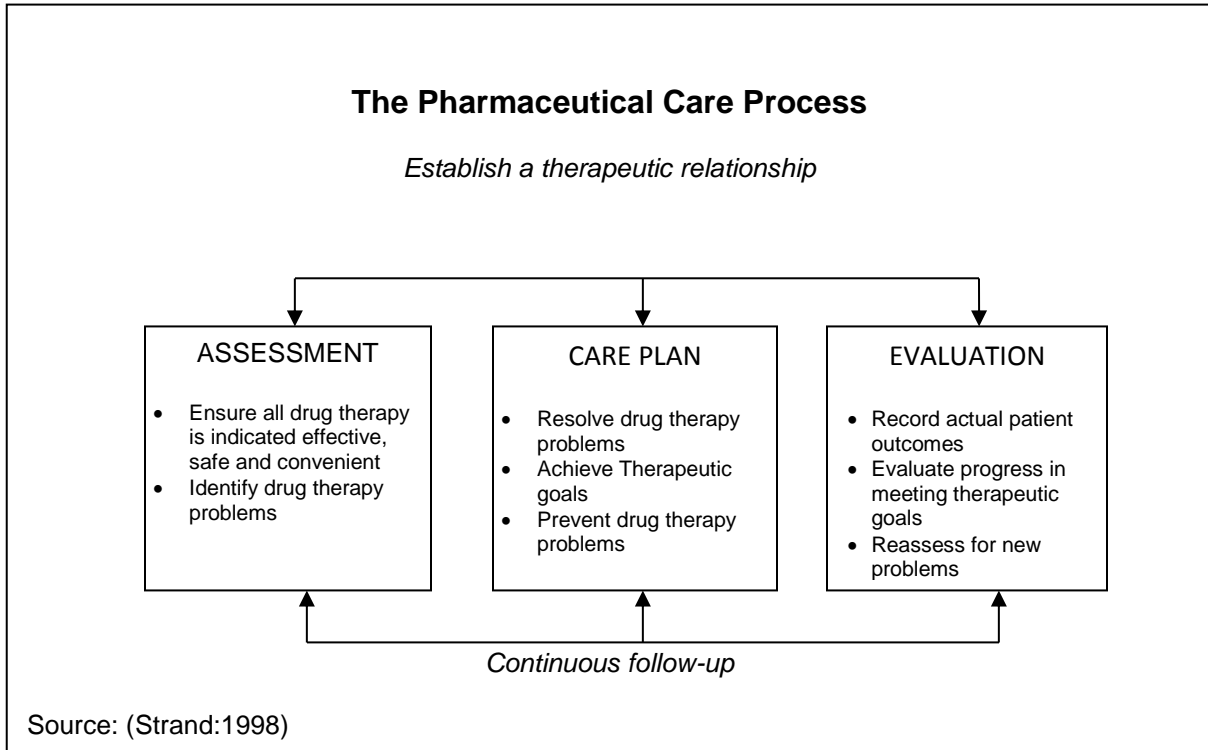 The Pharmaceutical Care Process
Establish a therapeutic relationship
ASSESSMENT
• Ensure all drug therapy
is indicated effective,
safe and convenient
• Identify drug therapy
problems
CARE PLAN
• Resolve drug therapy
problems
• Achieve Therapeutic
goals
• Prevent drug therapy
problems
EVALUATION
• Record actual patient
outcomes
• Evaluate progress in
meeting therapeutic
goals
• Reassess for new
problems
Continuous follow-up
Source: (Strand:1998)